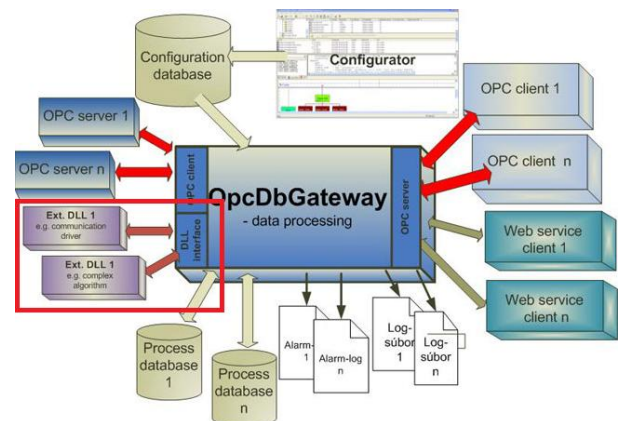 Configuration
database
Configurator
OPC server 1
OPC server n
OPC client
OpcDbGateway
- data processing
OPC server
OPC client 1
OPC client n
Ext. DLL 1
e.g. communication
driver
Ext. DLL 1
e.g. complex
algorithm
DLL
Interface
Web service
client 1
Web service
client n
Process
database
1
Process
database
n
Alarm-log
1
Alarm-log
n
Log-
súbor
1
Log-
súbor
n